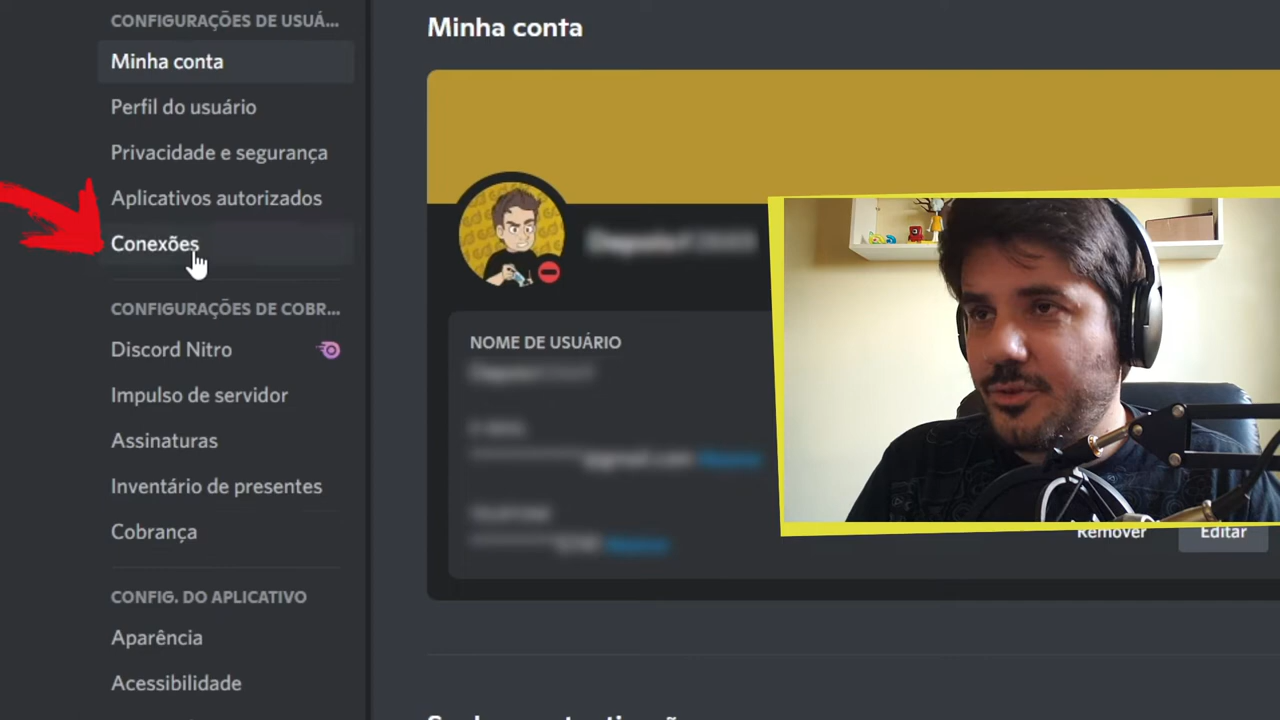 CONFIGURAÇÕES DE USUÁ...
Minha conta
Perfil do usuário
Privacidade e segurança
Aplicativos autorizados
Conexões
CONFIGURAÇÕES DE COBR...
Discord Nitro
Impulso de servidor
Assinaturas
Inventário de presentes
Cobrança
CONFIG. DO APLICATIVO
Aparência
Acessibilidade
Minha conta
NOME DE USUÁRIO
Remover
Editar